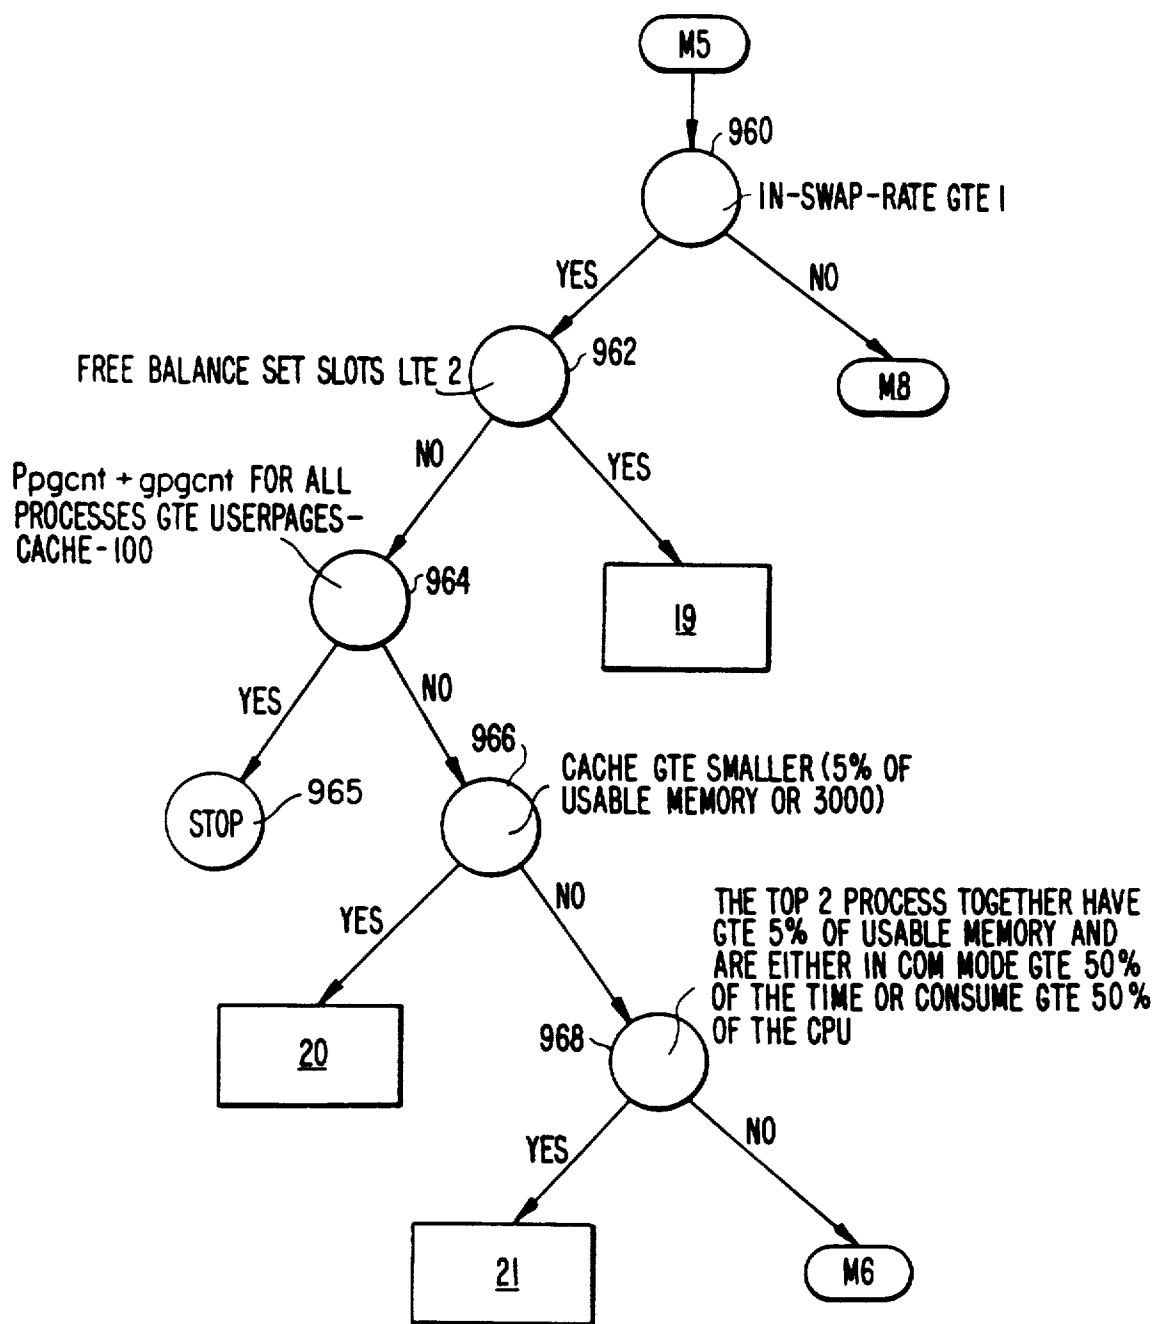 M5
960
IN-SWAP-RATE GTE 1
YES
NO
FREE BALANCE SET SLOTS LTE 2
962
M8
NO
YES
Ppgcnt + gpgcnt FOR ALL
PROCESSES GTE USERPAGES-
CACHE-100
964
19
YES
NO
966
CACHE GTE SMALLER (5% OF
USABLE MEMORY OR 3000)
STOP
965
YES
NO
THE TOP 2 PROCESS TOGETHER HAVE
GTE 5% OF USABLE MEMORY AND
ARE EITHER IN COM MODE GTE 50%
OF THE TIME OR CONSUME GTE 50%
OF THE CPU
20
968
YES
NO
21
M6